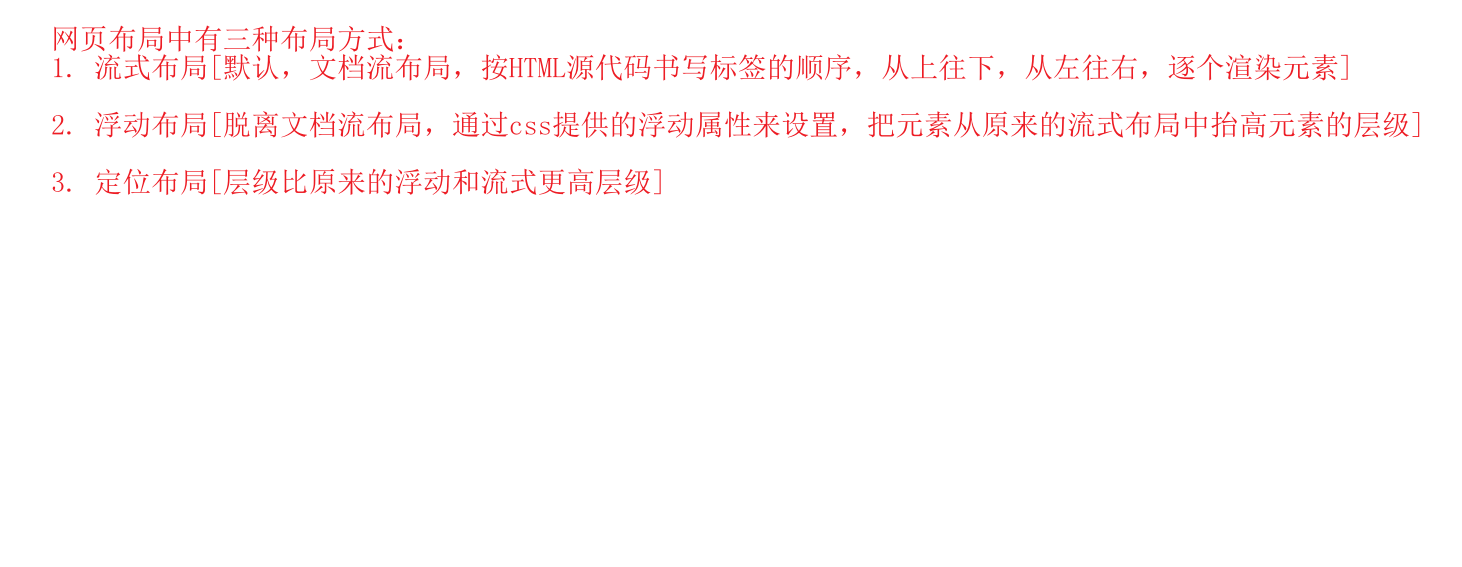 网页布局中有三种布局方式:
1. 流式布局[默认, 文档流布局, 按HTML源代码书写标签的顺序, 从上往下, 从左往右, 逐个渲染元素]
2. 浮动布局[脱离文档流布局, 通过css提供的浮动属性来设置, 把元素从原来的流式布局中抬高元素的层级]
3. 定位布局[层级比原来的浮动和流式更高层级]